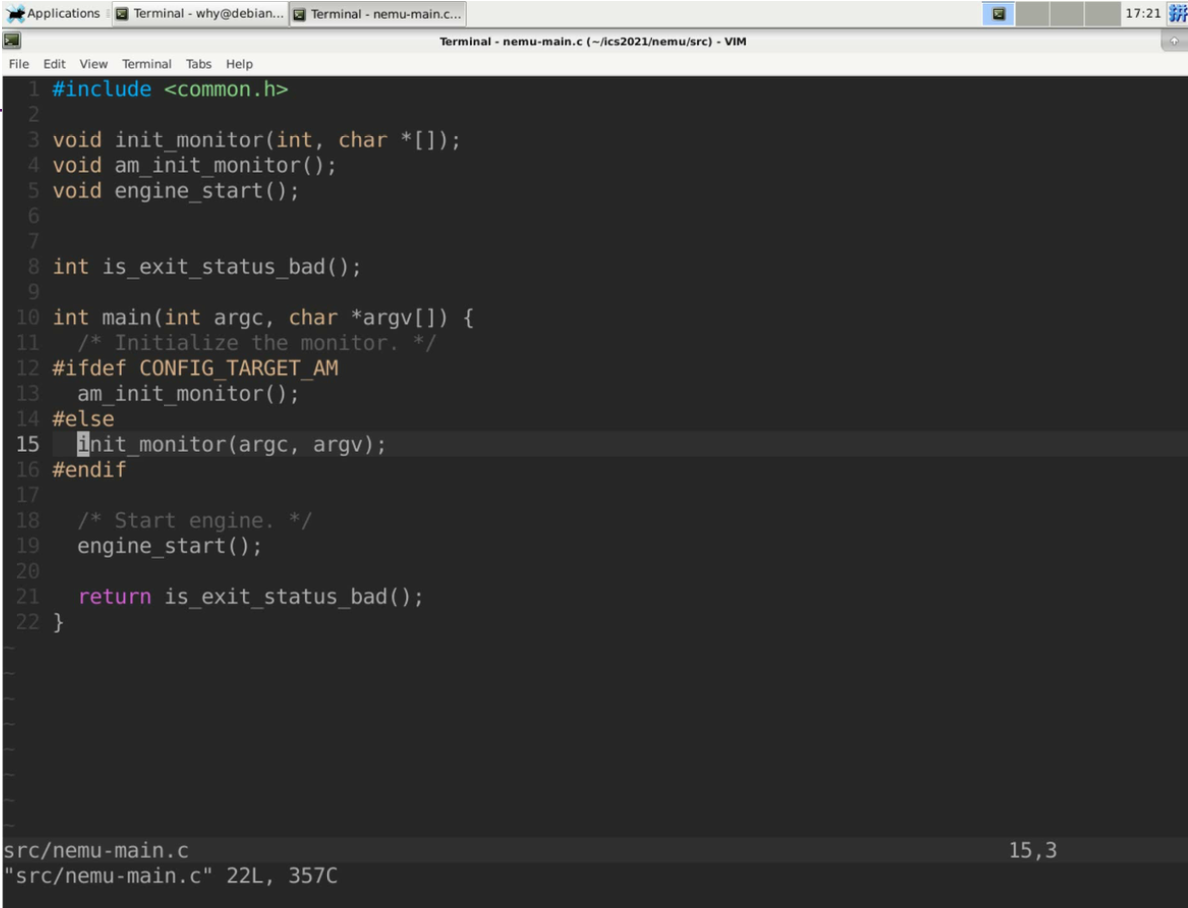 Applications Terminal - why@debian... Terminal - nemu-main.c... 17:21 拼
Terminal - nemu-main.c (~/ics2021/nemu/src) - VIM
File Edit View Terminal Tabs Help
1 #include <common.h>
2
3 void init_monitor(int, char *[]);
4 void am_init_monitor();
5 void engine_start();
6
7
8 int is_exit_status_bad();
9
10 int main(int argc, char *argv[]) {
11   /* Initialize the monitor. */
12 #ifdef CONFIG_TARGET_AM
13   am_init_monitor();
14 #else
15   init_monitor(argc, argv);
16 #endif
17
18   /* Start engine. */
19   engine_start();
20
21   return is_exit_status_bad();
22 }
~
~
~
~
~
~
~
~
src/nemu-main.c 15,3
"src/nemu-main.c" 22L, 357C